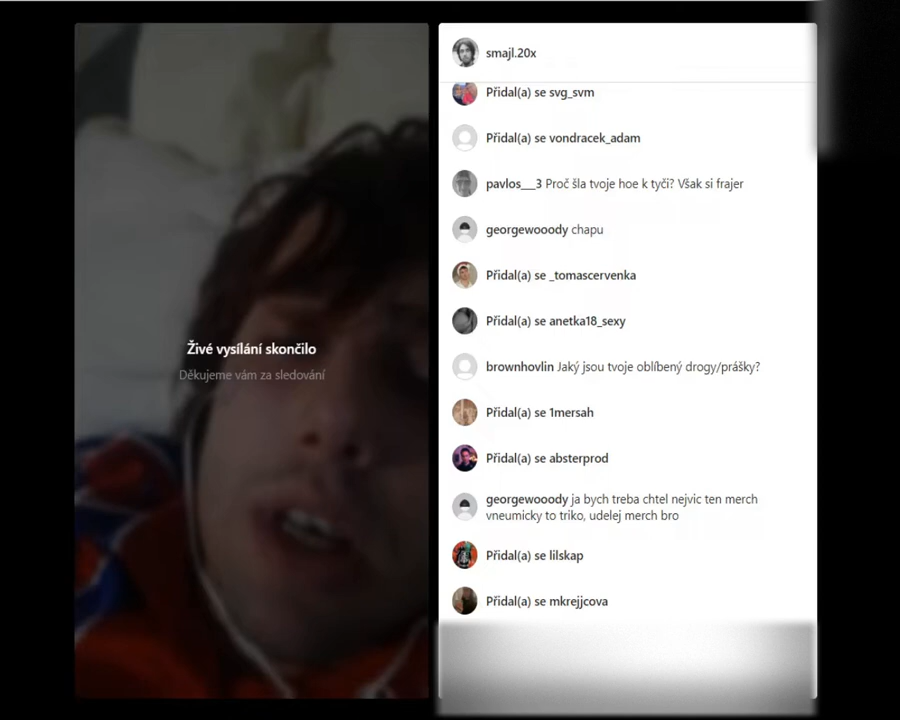 Živé vysílání skončilo
Děkujeme vám za sledování
smajl.20x
Přidal(a) se svg_svm
Přidal(a) se vondracek_adam
pavlos___3 Proč šla tvoje hoe k tyči? Však si frajer
georgewooody chapu
Přidal(a) se _tomascervenka
Přidal(a) se anetka18_sexy
brownhovlin Jaký jsou tvoje oblíbený drogy/prášky?
Přidal(a) se 1mersah
Přidal(a) se absterprod
georgewooody ja bych treba chtel nejvic ten merch
vneumicky to triko, udelej merch bro
Přidal(a) se lilskap
Přidal(a) se mkrejjcova